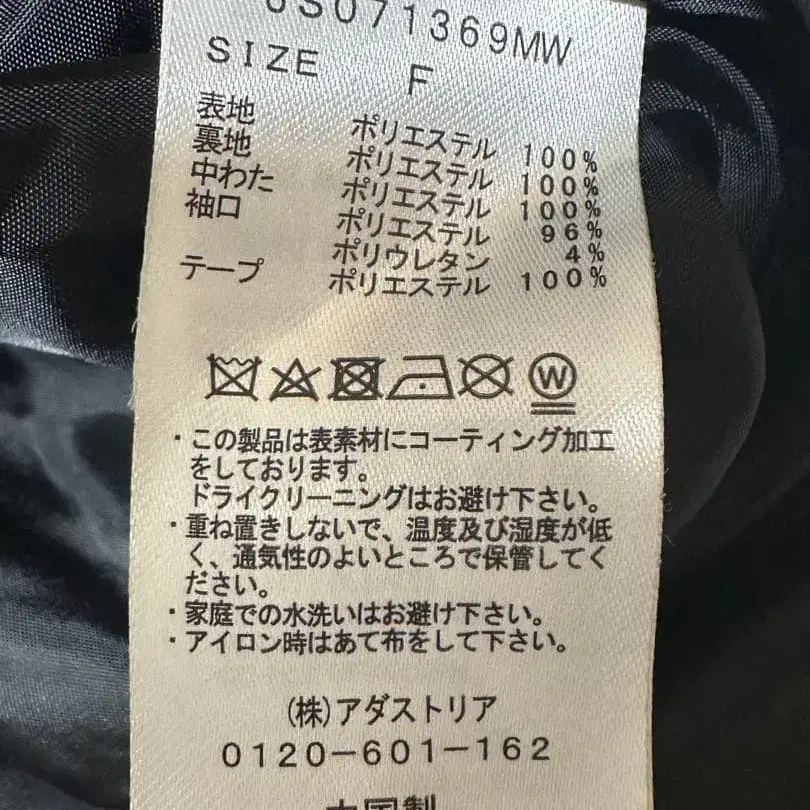 JS071369MW
SIZE F
表地 ポリエステル 100%
裏地 ポリエステル 100%
中わた ポリエステル 100%
袖口 ポリエステル 96%
ポリウレタン 4%
テープ ポリエステル 100%
W
・この製品は表素材にコーティング加工
をしております。
ドライクリーニングはお避け下さい。
・重ね置きしないで、温度及び湿度が低
く、通気性のよいところで保管してく
ださい。
・家庭での水洗いはお避け下さい。
・アイロン時はあて布をして下さい。
(株)アダストリア
0120-601-162
中国製